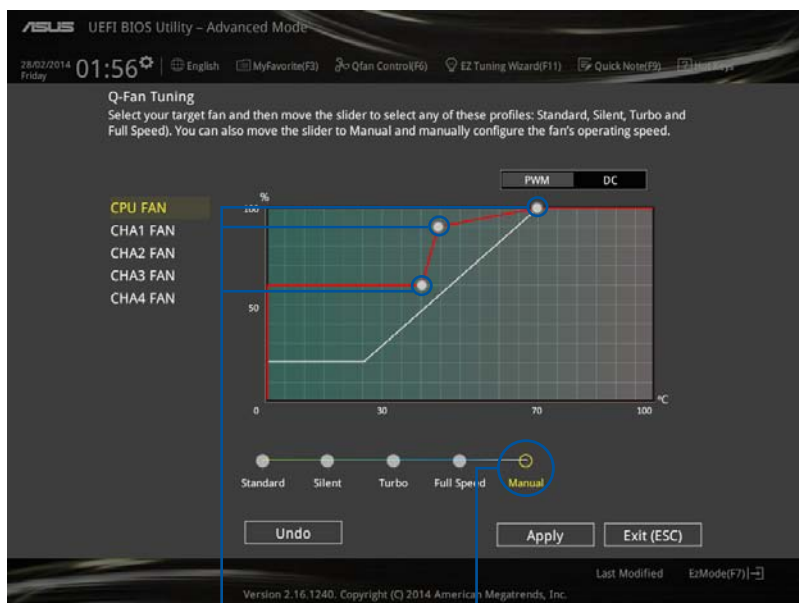 ASUS UEFI BIOS Utility – Advanced Mode
28/02/2014
Friday
01:56
English
MyFavorite(F3)
Qfan Control(F6)
EZ Tuning Wizard(F11)
Quick Note(F9)
Hot Keys
Q-Fan Tuning
Select your target fan and then move the slider to select any of these profiles: Standard, Silent, Turbo and
Full Speed). You can also move the slider to Manual and manually configure the fan's operating speed.
PWM DC
CPU FAN
CHA1 FAN
CHA2 FAN
CHA3 FAN
CHA4 FAN
%
100
50
0 30 70 100
°C
Standard Silent Turbo Full Speed Manual
Undo Apply Exit (ESC)
Last Modified EzMode(F7)
Version 2.16.1240. Copyright (C) 2014 American Megatrends, Inc.